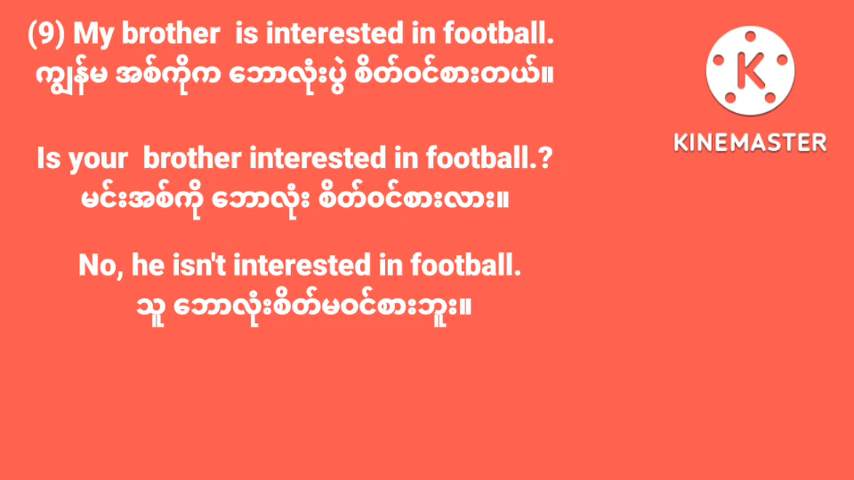 (9) My brother  is interested in football.
ကျွန်မ အစ်ကိုက ဘောလုံးပွဲ စိတ်ဝင်စားတယ်။
Is your  brother interested in football.?
မင်းအစ်ကို ဘောလုံး စိတ်ဝင်စားလား။
No, he isn't interested in football.
သူ ဘောလုံးစိတ်မဝင်စားဘူး။
K
KINEMASTER